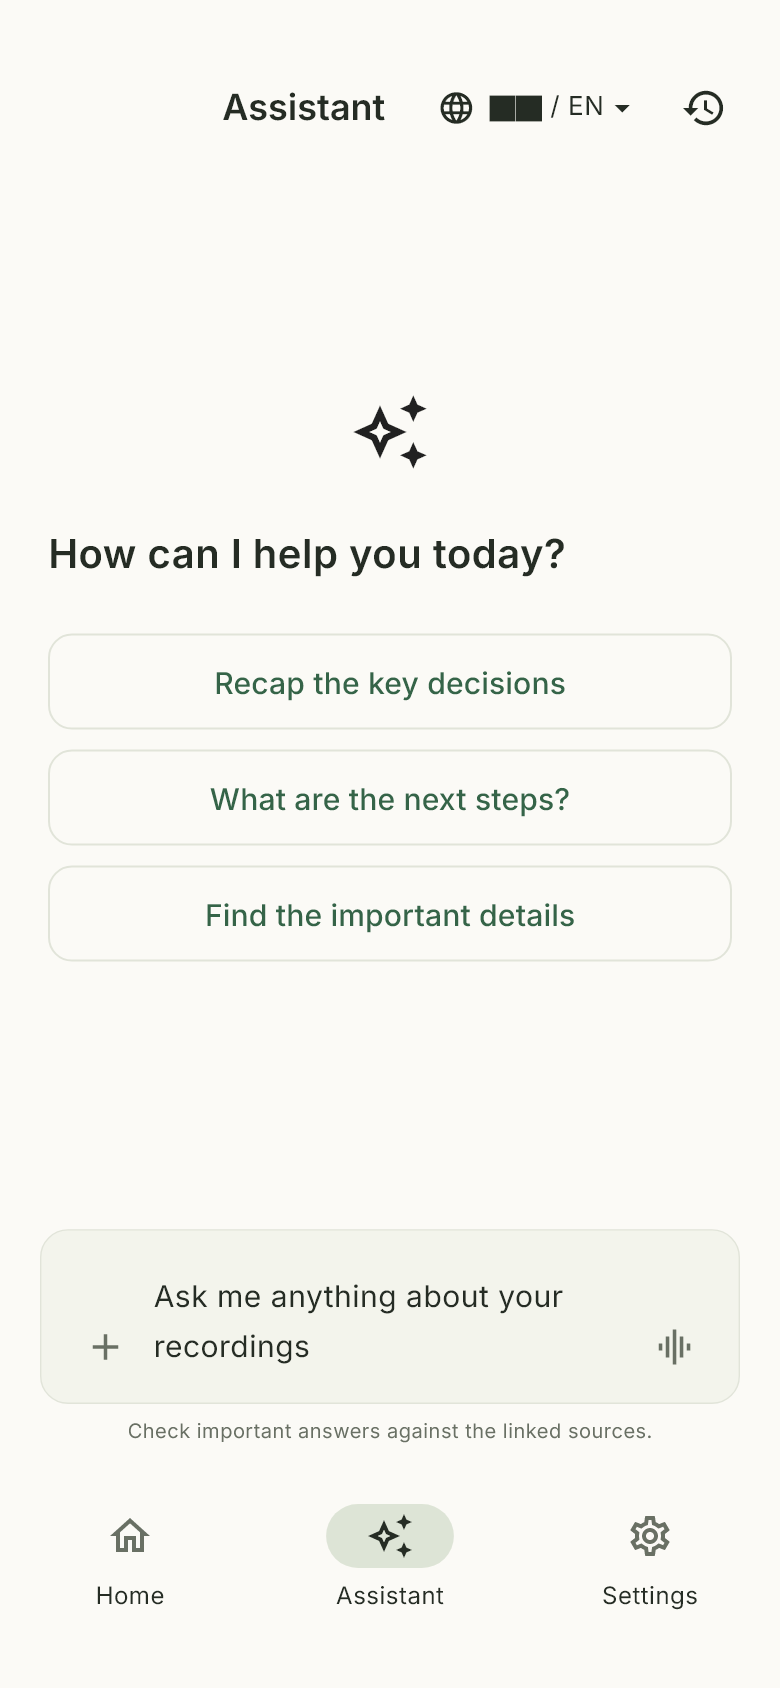 Assistant
/ EN
How can I help you today?
Recap the key decisions
What are the next steps?
Find the important details
Ask me anything about your
recordings
Check important answers against the linked sources.
Home
Assistant
Settings